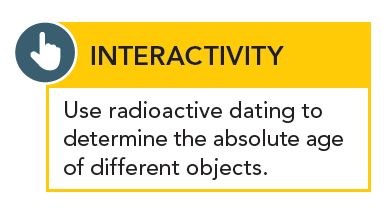 INTERACTIVITY
Use radioactive dating to
determine the absolute age
of different objects.